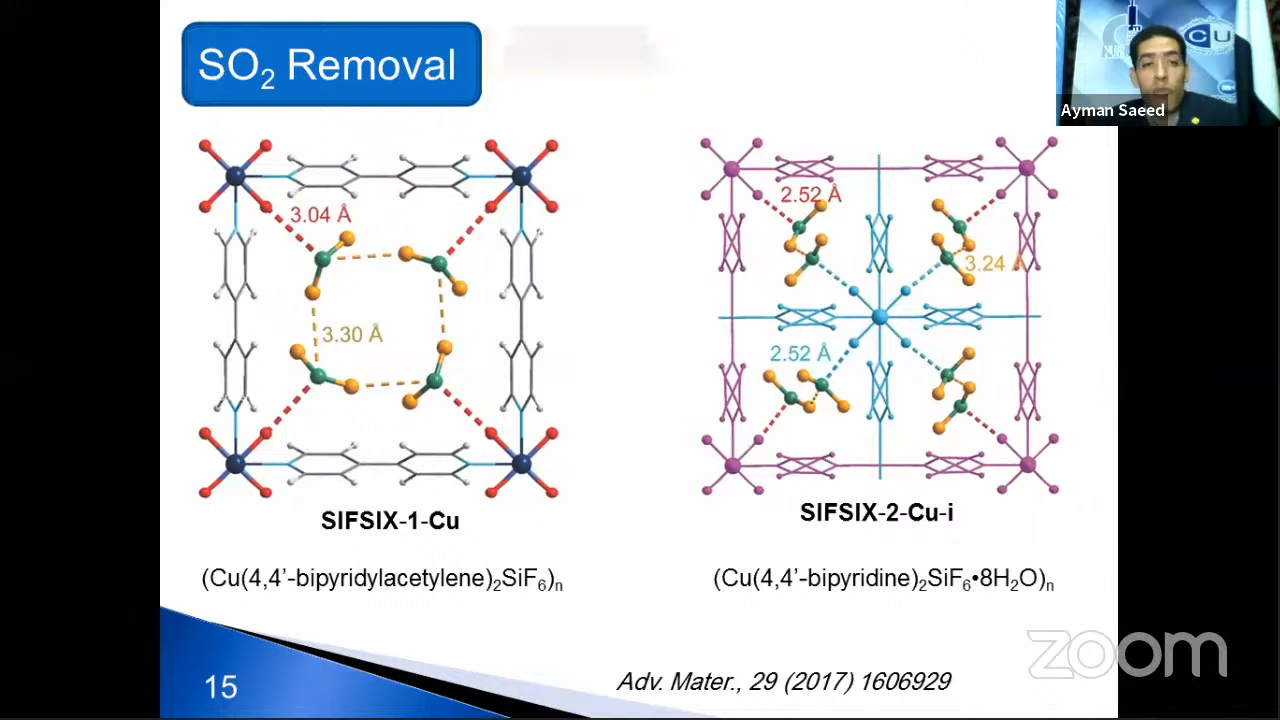 SO₂ Removal
CU
Ayman Saeed
3.04 Å
3.30 Å
2.52 Å
3.24 Å
2.52 Å
SIFSIX-1-Cu
SIFSIX-2-Cu-i
(Cu(4,4'-bipyridylacetylene)₂SiF₆)ₙ
(Cu(4,4'-bipyridine)₂SiF₆•8H₂O)ₙ
zoom
15
Adv. Mater., 29 (2017) 1606929